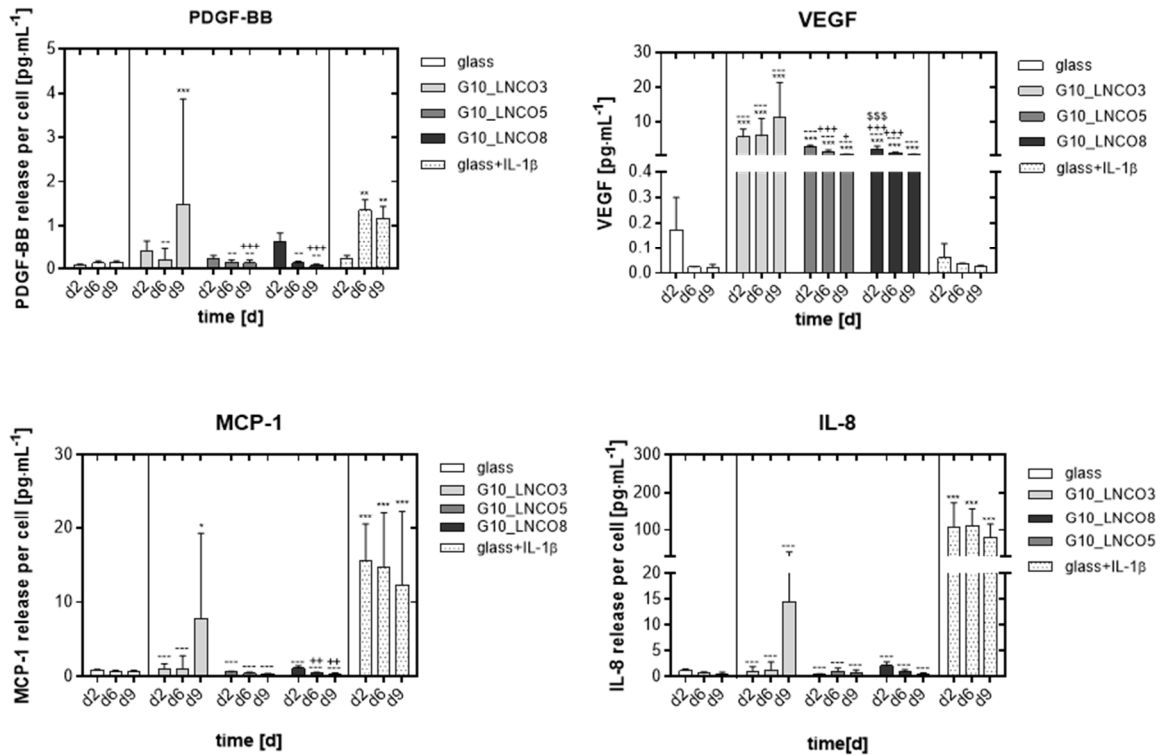 PDGF-BB
PDGF-BB release per cell [pg·mL⁻¹]
5
4
3
2
1
0
***
--
--
+++
--
--
+++
--
**
**
d2 d6 d9 d2 d6 d9 d2 d6 d9 d2 d6 d9 d2 d6 d9
time [d]
glass
G10_LNCO3
G10_LNCO5
G10_LNCO8
glass+IL-1β
VEGF
VEGF [pg·mL⁻¹]
30
20
10
0.4
0.3
0.2
0.1
0.0
---
***
---
***
---
***
---
***
+++
---
***
+
---
***
$$$
+++
---
***
+++
---
***
---
***
d2 d6 d9 d2 d6 d9 d2 d6 d9 d2 d6 d9 d2 d6 d9
time [d]
glass
G10_LNCO3
G10_LNCO5
G10_LNCO8
glass+IL-1β
MCP-1
MCP-1 release per cell [pg·mL⁻¹]
30
20
10
0
---
---
*
---
---
---
---
++
---
++
---
***
***
***
d2 d6 d9 d2 d6 d9 d2 d6 d9 d2 d6 d9 d2 d6 d9
time [d]
glass
G10_LNCO3
G10_LNCO5
G10_LNCO8
glass+IL-1β
IL-8
IL-8 release per cell [pg·mL⁻¹]
300
200
100
20
15
10
5
0
---
---
---
---
---
---
---
---
---
***
***
***
d2 d6 d9 d2 d6 d9 d2 d6 d9 d2 d6 d9 d2 d6 d9
time[d]
glass
G10_LNCO3
G10_LNCO8
G10_LNCO5
glass+IL-1β